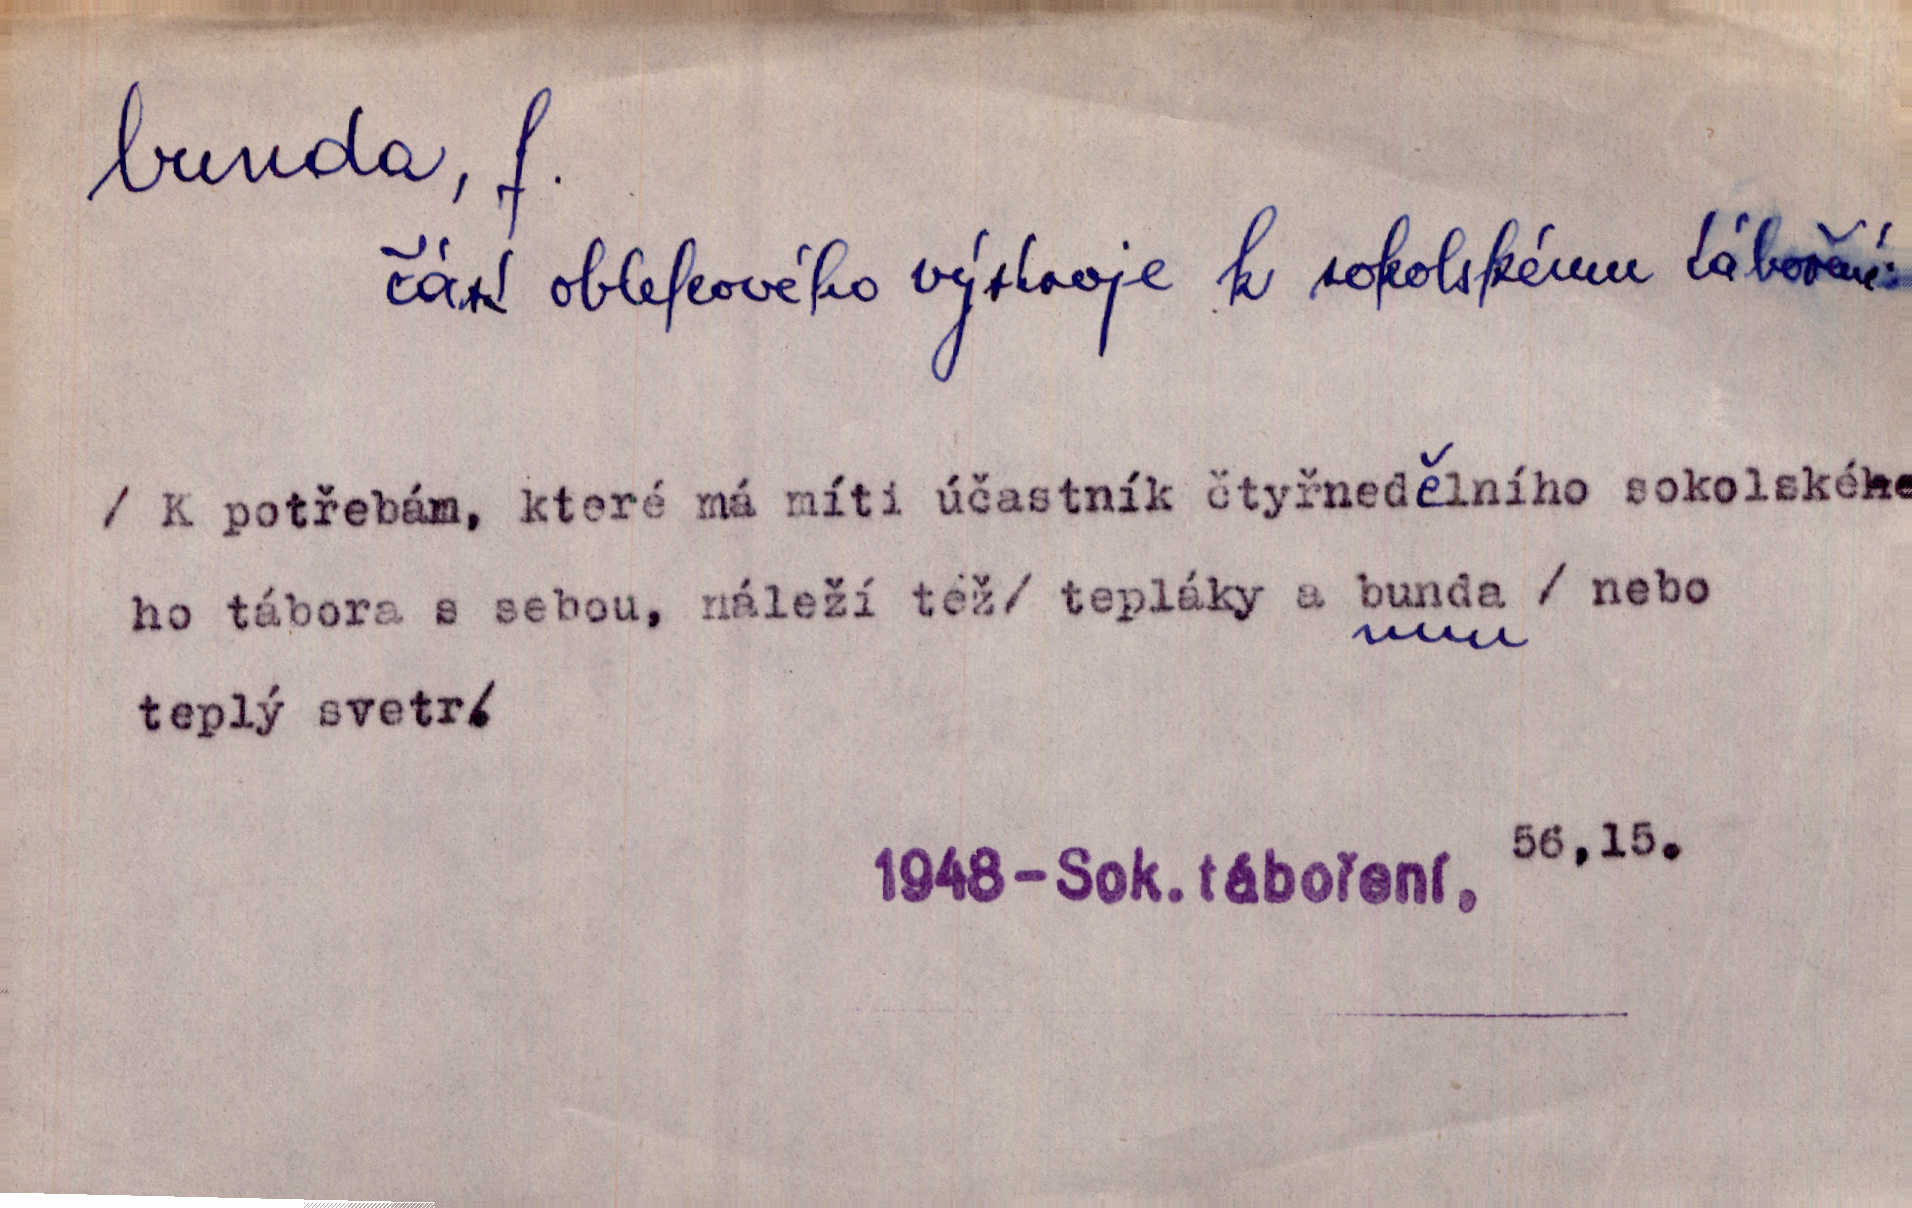 bunda, f.
část oblekového výstroje k sokolskému táboření:
/ K potřebám, které má míti účastník čtyřnedělního sokolskéhe
ho tábora s sebou, náleží též/ tepláky a bunda / nebo
teplý svetr/.
1948-Sok. táboření, 56,15.